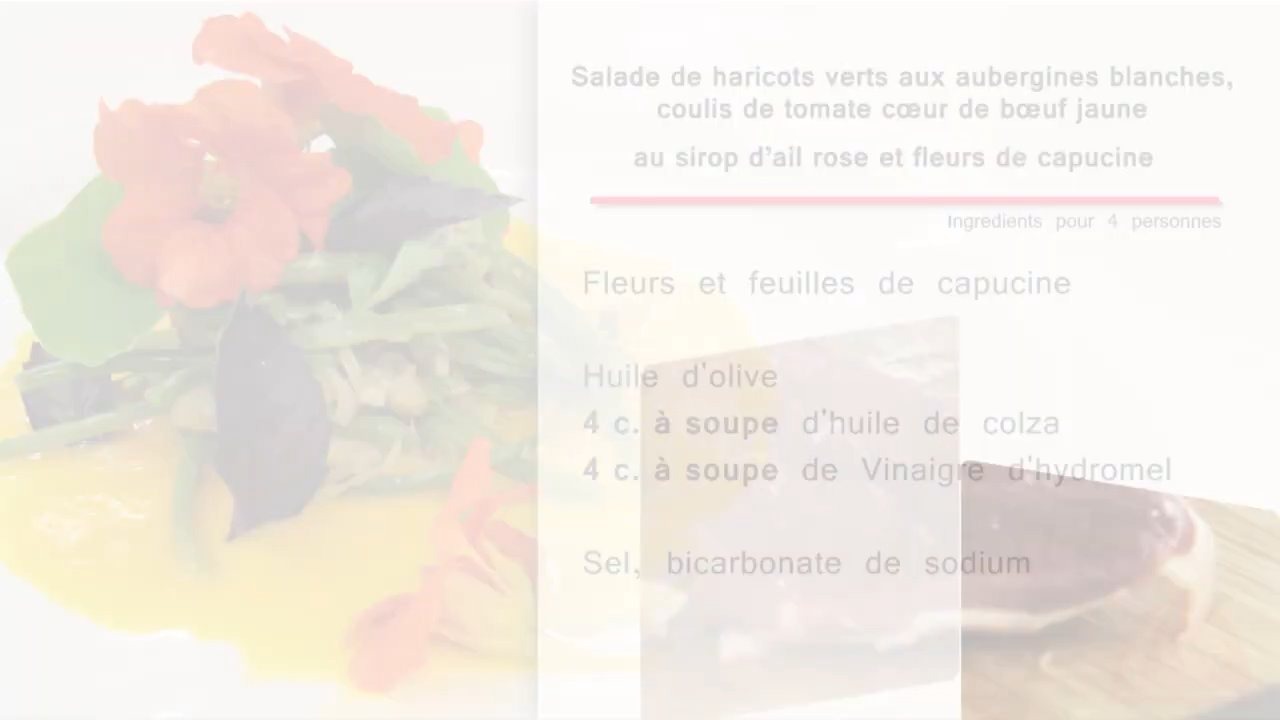 Salade de haricots verts aux aubergines blanches,
coulis de tomate cœur de bœuf jaune
au sirop d'ail rose et fleurs de capucine
Ingredients pour 4 personnes
Fleurs et feuilles de capucine
Huile d'olive
4 c. à soupe d'huile de colza
4 c. à soupe de Vinaigre d'hydromel
Sel, bicarbonate de sodium